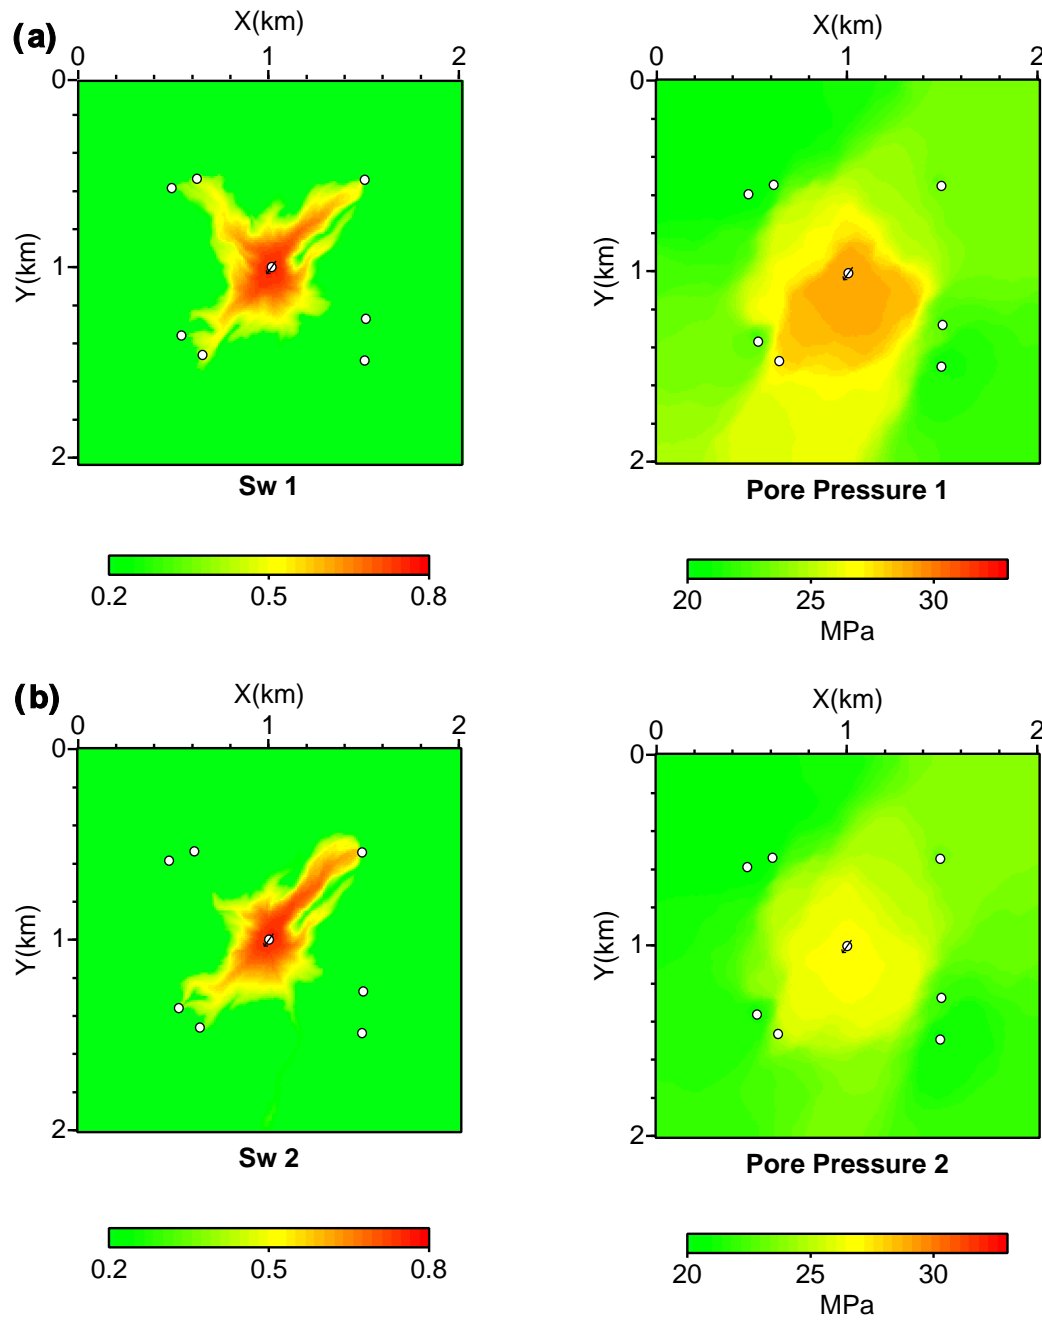 (a)
X(km)
0 1 2
0
Y(km)
1
2
Sw 1
0.2 0.5 0.8
X(km)
0 1 2
0
Y(km)
1
2
Pore Pressure 1
20 25 30
MPa
(b)
X(km)
0 1 2
0
Y(km)
1
2
Sw 2
0.2 0.5 0.8
X(km)
0 1 2
0
Y(km)
1
2
Pore Pressure 2
20 25 30
MPa